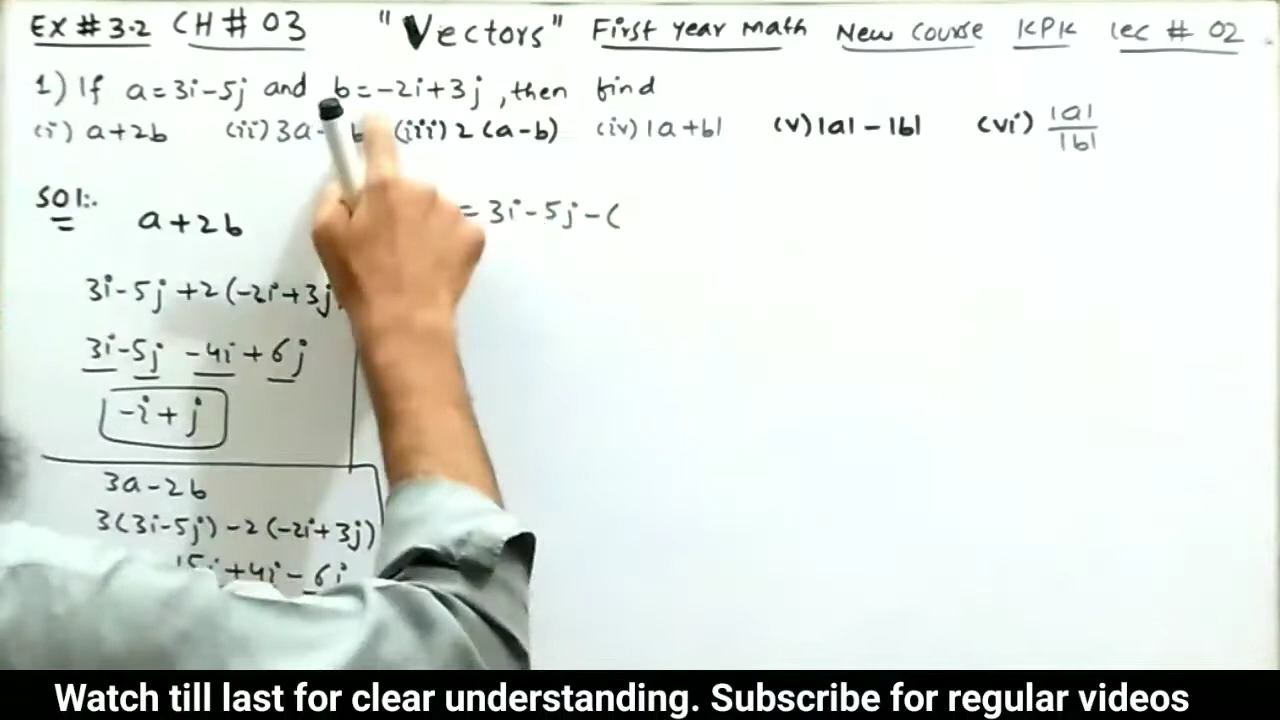 EX # 3.2 CH # 03 "Vectors" First year Math New Course KPK lec # 02
1) If a = 3i - 5j and b = -2i + 3j , then find
(i) a + 2b (ii) 3a - b (iii) 2 (a - b) (iv) |a + b| (v) |a| - |b| (vi) |a| / |b|
Sol:.
a + 2b
= 3i - 5j - (
3i - 5j + 2 (-2i + 3j
3i - 5j - 4i + 6j
-i + j
3a - 2b
3 (3i - 5j) - 2 (-2i + 3j)
15j + 4i - 6j
Watch till last for clear understanding. Subscribe for regular videos